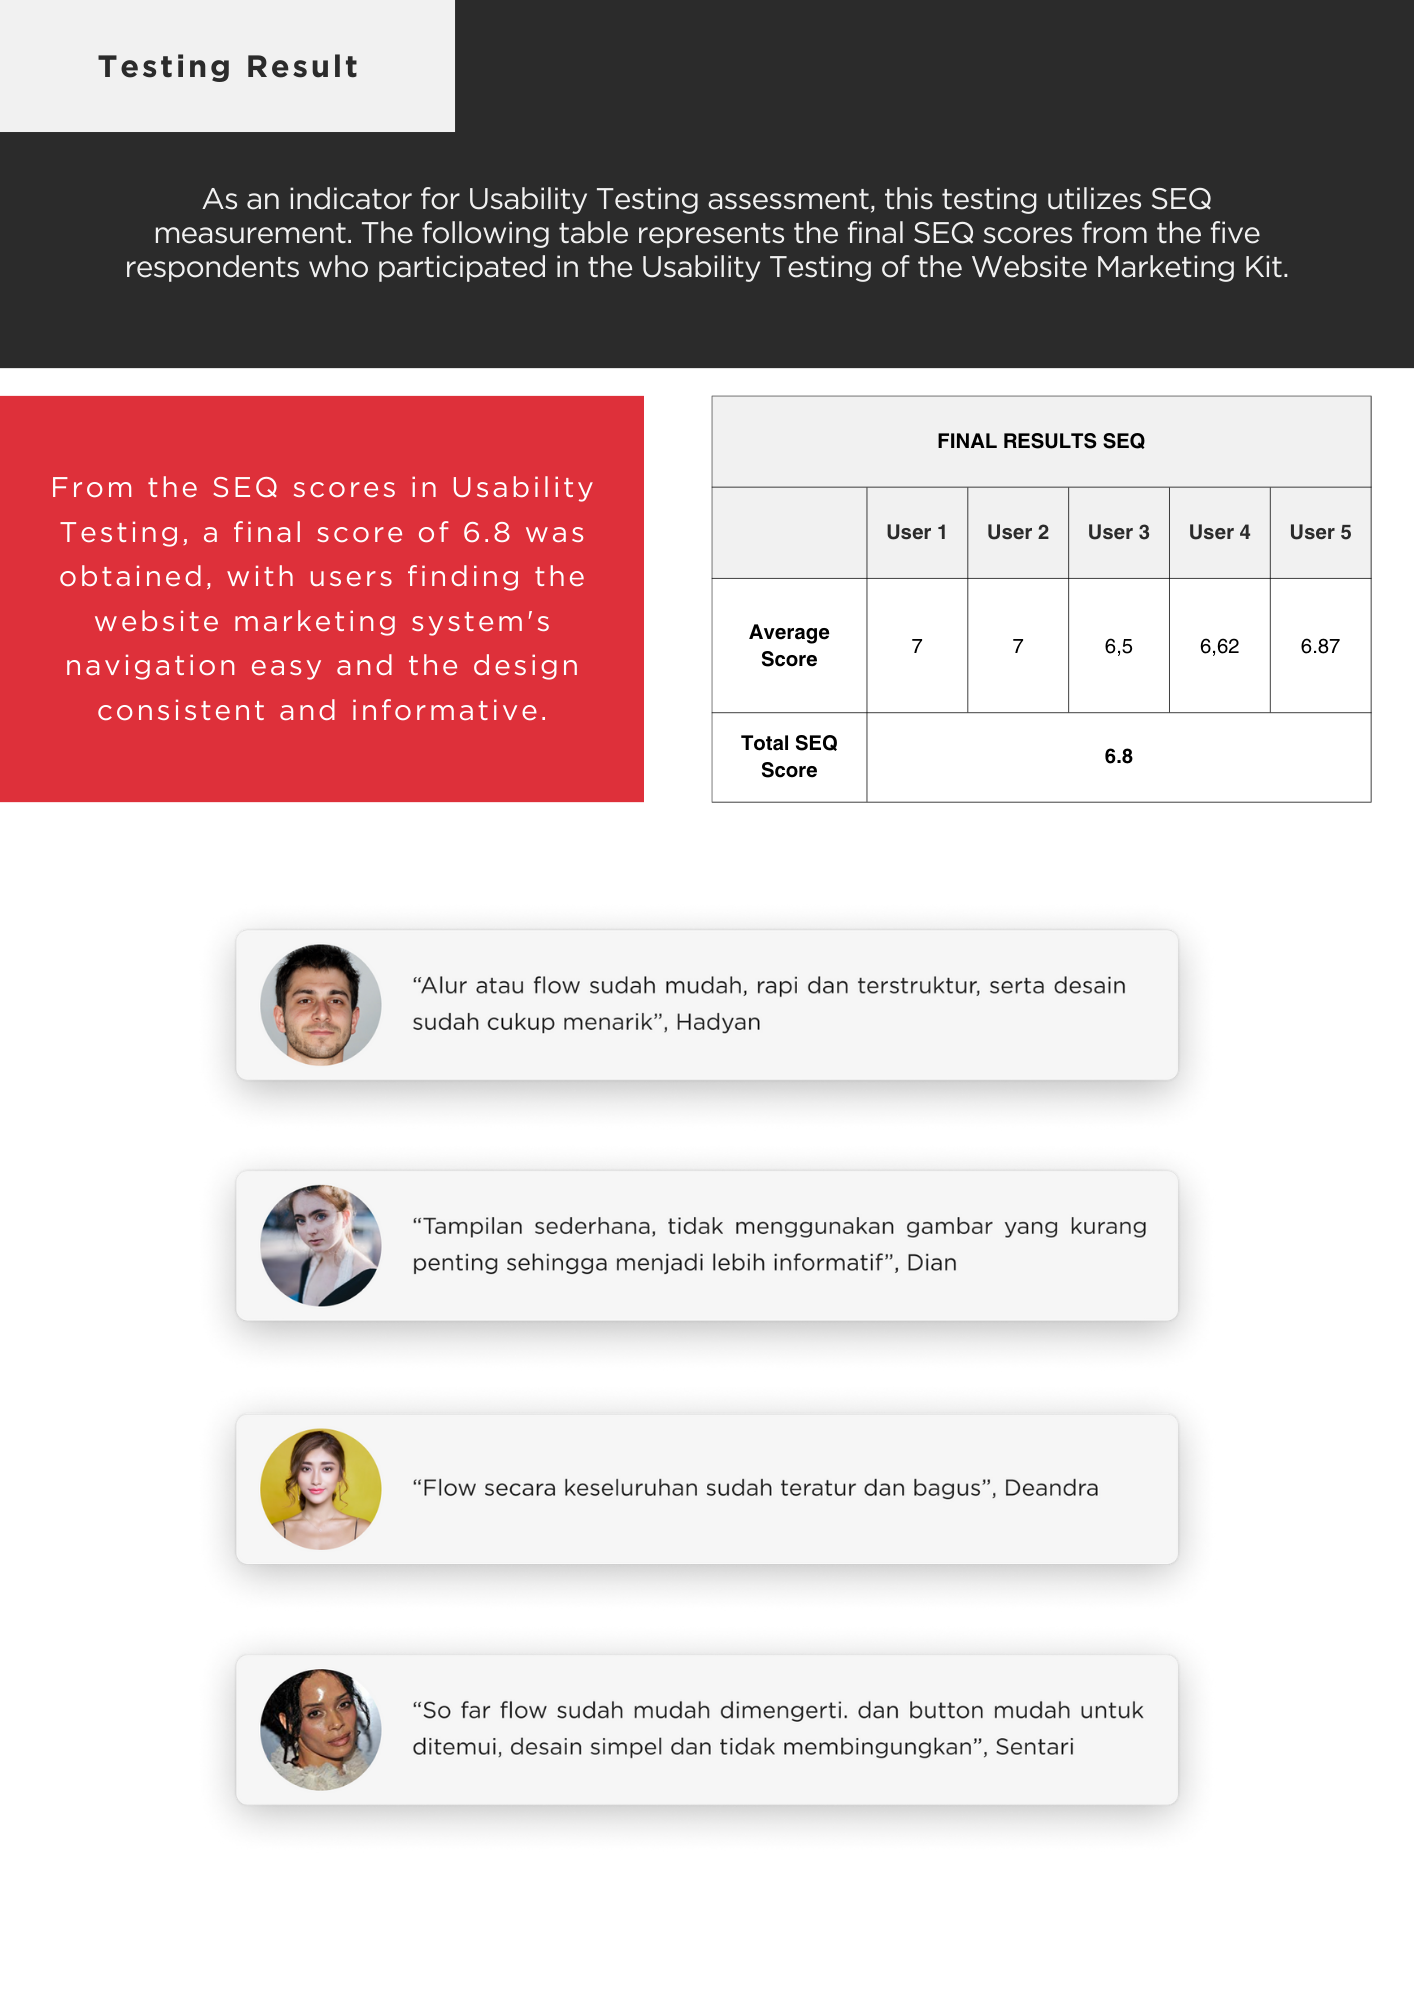 Testing Result
As an indicator for Usability Testing assessment, this testing utilizes SEQ
measurement. The following table represents the final SEQ scores from the five
respondents who participated in the Usability Testing of the Website Marketing Kit.
From the SEQ scores in Usability
Testing, a final score of 6.8 was
obtained, with users finding the
website marketing system's
navigation easy and the design
consistent and informative.
FINAL RESULTS SEQ
User 1 User 2 User 3 User 4 User 5
Average
Score
7 7 6,5 6,62 6.87
Total SEQ
Score
6.8
“Alur atau flow sudah mudah, rapi dan terstruktur, serta desain
sudah cukup menarik”, Hadyan
“Tampilan sederhana, tidak menggunakan gambar yang kurang
penting sehingga menjadi lebih informatif”, Dian
“Flow secara keseluruhan sudah teratur dan bagus”, Deandra
“So far flow sudah mudah dimengerti. dan button mudah untuk
ditemui, desain simpel dan tidak membingungkan”, Sentari